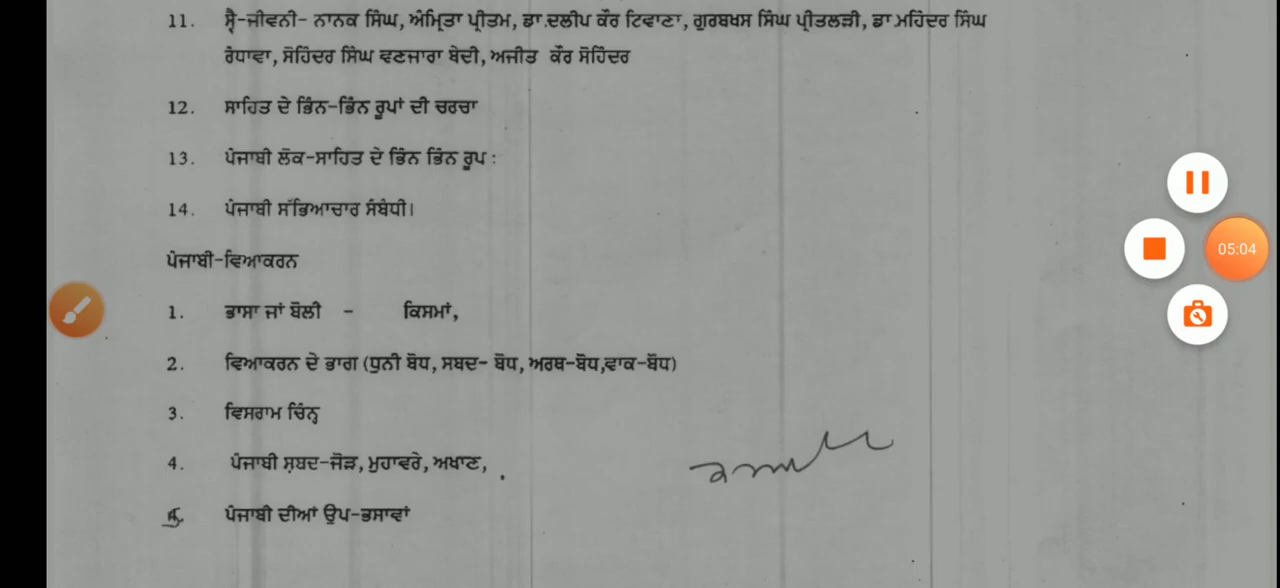 11. ਸ੍ਵੈ-ਜੀਵਨੀ- ਨਾਨਕ ਸਿੰਘ, ਅੰਮ੍ਰਿਤਾ ਪ੍ਰੀਤਮ, ਡਾ.ਦਲੀਪ ਕੌਰ ਟਿਵਾਣਾ, ਗੁਰਬਖਸ ਸਿੰਘ ਪ੍ਰੀਤਲੜੀ, ਡਾ.ਮਹਿੰਦਰ ਸਿੰਘ
ਰੰਧਾਵਾ, ਸੋਹਿੰਦਰ ਸਿੰਘ ਵਣਜਾਰਾ ਬੇਦੀ, ਅਜੀਤ ਕੌਰ ਸੋਹਿੰਦਰ
12. ਸਾਹਿਤ ਦੇ ਭਿੰਨ-ਭਿੰਨ ਰੂਪਾਂ ਦੀ ਚਰਚਾ
13. ਪੰਜਾਬੀ ਲੋਕ-ਸਾਹਿਤ ਦੇ ਭਿੰਨ ਭਿੰਨ ਰੂਪ :
14. ਪੰਜਾਬੀ ਸੱਭਿਆਚਾਰ ਸੰਬੰਧੀ।
ਪੰਜਾਬੀ-ਵਿਆਕਰਨ
1. ਭਾਸਾ ਜਾਂ ਬੋਲੀ - ਕਿਸਮਾਂ,
2. ਵਿਆਕਰਨ ਦੇ ਭਾਗ (ਧੁਨੀ ਬੋਧ, ਸਬਦ- ਬੋਧ, ਅਰਥ-ਬੋਧ,ਵਾਕ-ਬੋਧ)
3. ਵਿਸਰਾਮ ਚਿੰਨ੍ਹ
4. ਪੰਜਾਬੀ ਸ਼ਬਦ-ਜੋੜ, ਮੁਹਾਵਰੇ, ਅਖਾਣ,
5. ਪੰਜਾਬੀ ਦੀਆਂ ਉਪ-ਭਸਾਵਾਂ
05:04